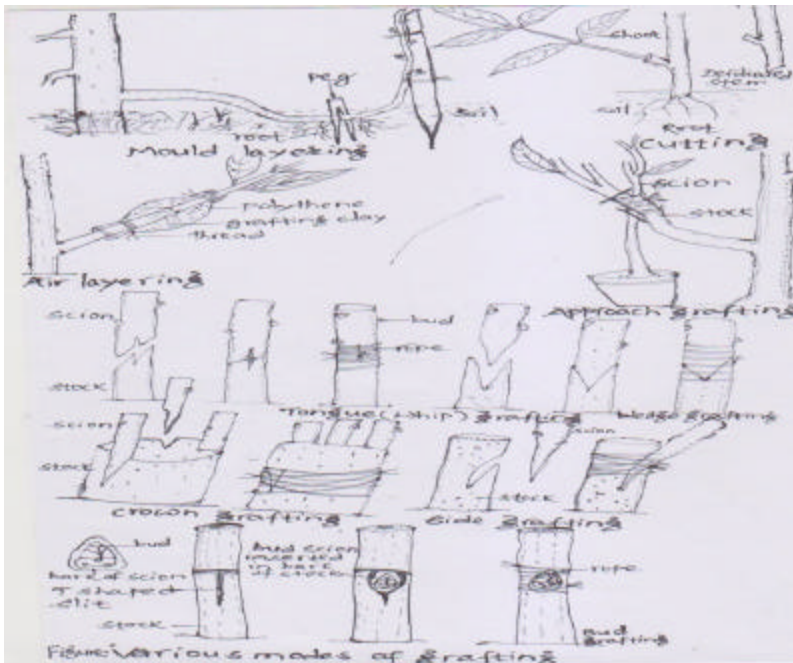 shoot
peg
Defoliated stem
soil
soil
root
Root
Mould layering
cutting
scion
polythene
stock
grafting clay
thread
Air layering
Approach grafting
scion
bud
rope
stock
Tongue (whip) grafting
Wedge grafting
scion
scion
stock
stock
Crown grafting
Side grafting
bud
bud scion
inserted
in bark
of stock
rope
bark of scion
T shaped
slit
stock
Bud
grafting
Figure: Various modes of grafting